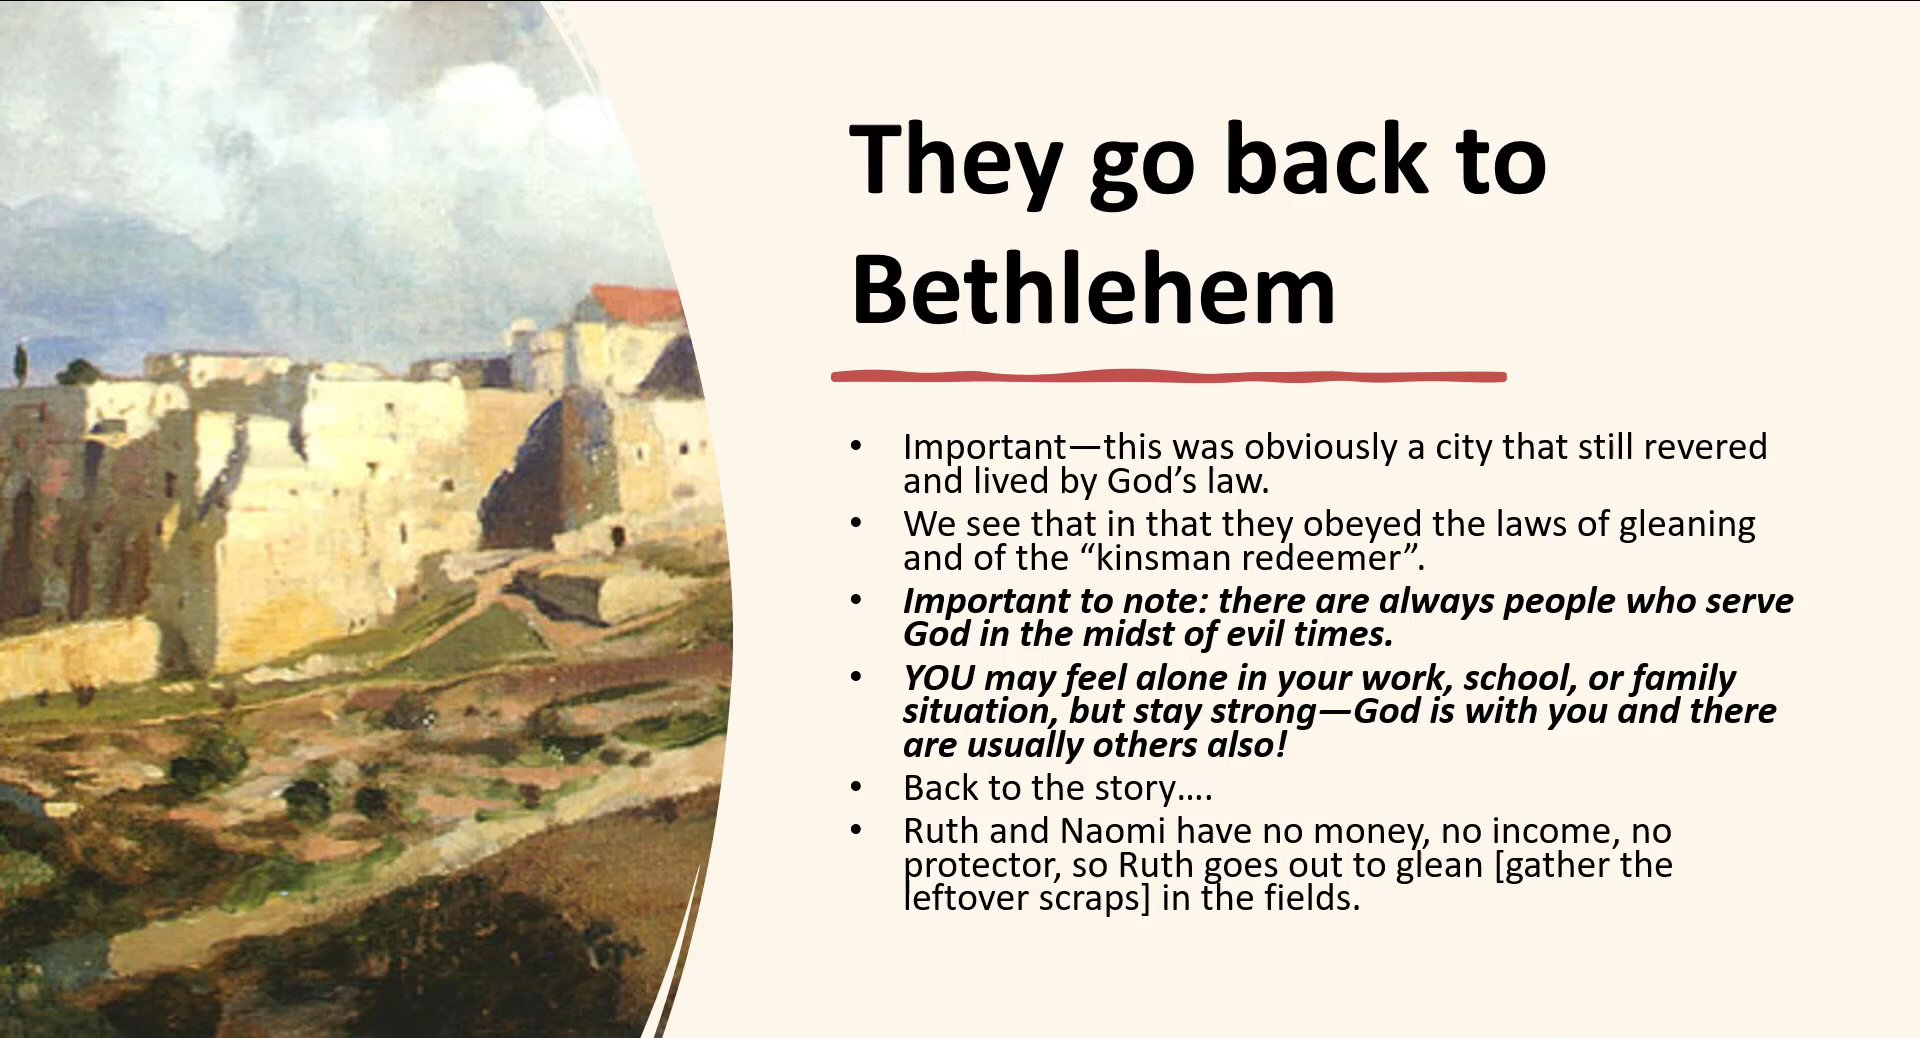 They go back to
Bethlehem
• Important—this was obviously a city that still revered
and lived by God’s law.
• We see that in that they obeyed the laws of gleaning
and of the “kinsman redeemer”.
• Important to note: there are always people who serve
God in the midst of evil times.
• YOU may feel alone in your work, school, or family
situation, but stay strong—God is with you and there
are usually others also!
• Back to the story….
• Ruth and Naomi have no money, no income, no
protector, so Ruth goes out to glean [gather the
leftover scraps] in the fields.